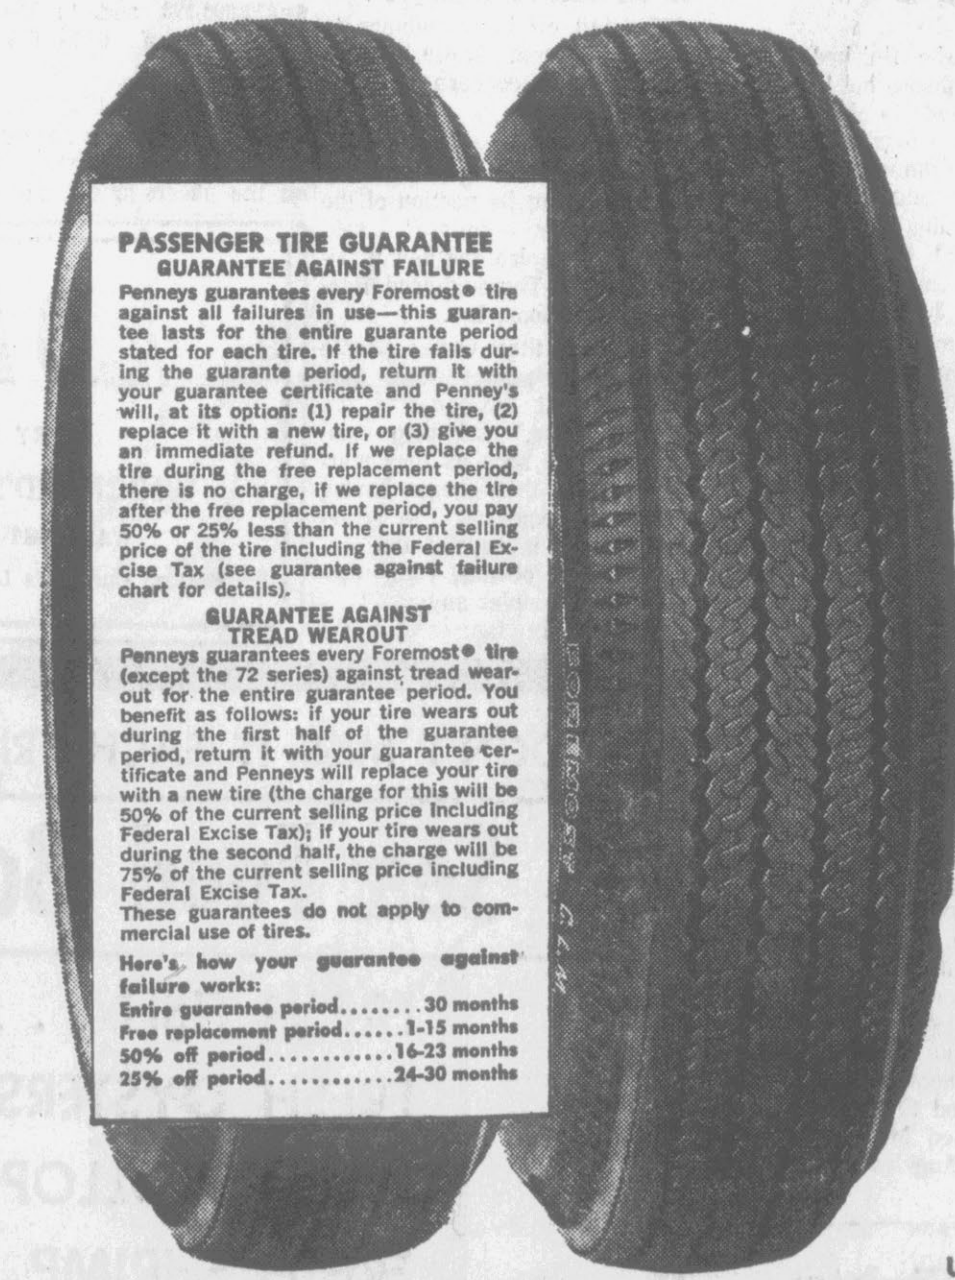 PASSENGER TIRE GUARANTEE
GUARANTEE AGAINST FAILURE
Penneys guarantees every Foremost® tire
against all failures in use—this guaran-
tee lasts for the entire guarante period
stated for each tire. If the tire fails dur-
ing the guarante period, return it with
your guarantee certificate and Penney's
will, at its option: (1) repair the tire, (2)
replace it with a new tire, or (3) give you
an immediate refund. If we replace the
tire during the free replacement period,
there is no charge, if we replace the tire
after the free replacement period, you pay
50% or 25% less than the current selling
price of the tire including the Federal Ex-
cise Tax (see guarantee against failure
chart for details).
GUARANTEE AGAINST
TREAD WEAROUT
Penneys guarantees every Foremost® tire
(except the 72 series) against tread wear-
out for the entire guarantee period. You
benefit as follows: if your tire wears out
during the first half of the guarantee
period, return it with your guarantee cer-
tificate and Penneys will replace your tire
with a new tire (the charge for this will be
50% of the current selling price including
Federal Excise Tax); if your tire wears out
during the second half, the charge will be
75% of the current selling price including
Federal Excise Tax.
These guarantees do not apply to com-
mercial use of tires.
Here's how your guarantee against
failure works:
Entire guarantee period........30 months
Free replacement period......1-15 months
50% off period............16-23 months
25% off period............24-30 months
FOREMOST